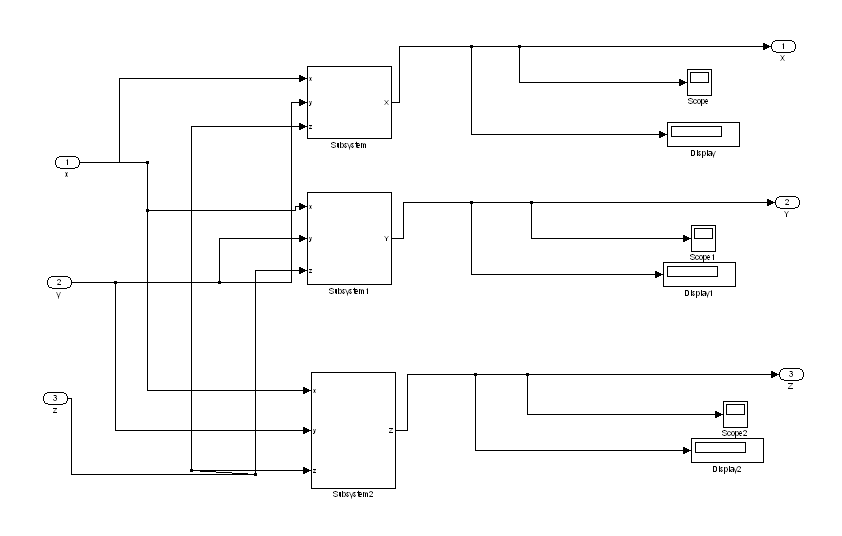 1
X
x
y
z
X
Subsystem
1
X
Scope
Display
2
Y
x
y
z
Y
Subsystem1
2
Y
Scope1
Display1
3
Z
x
y
z
Z
Subsystem2
3
Z
Scope2
Display2